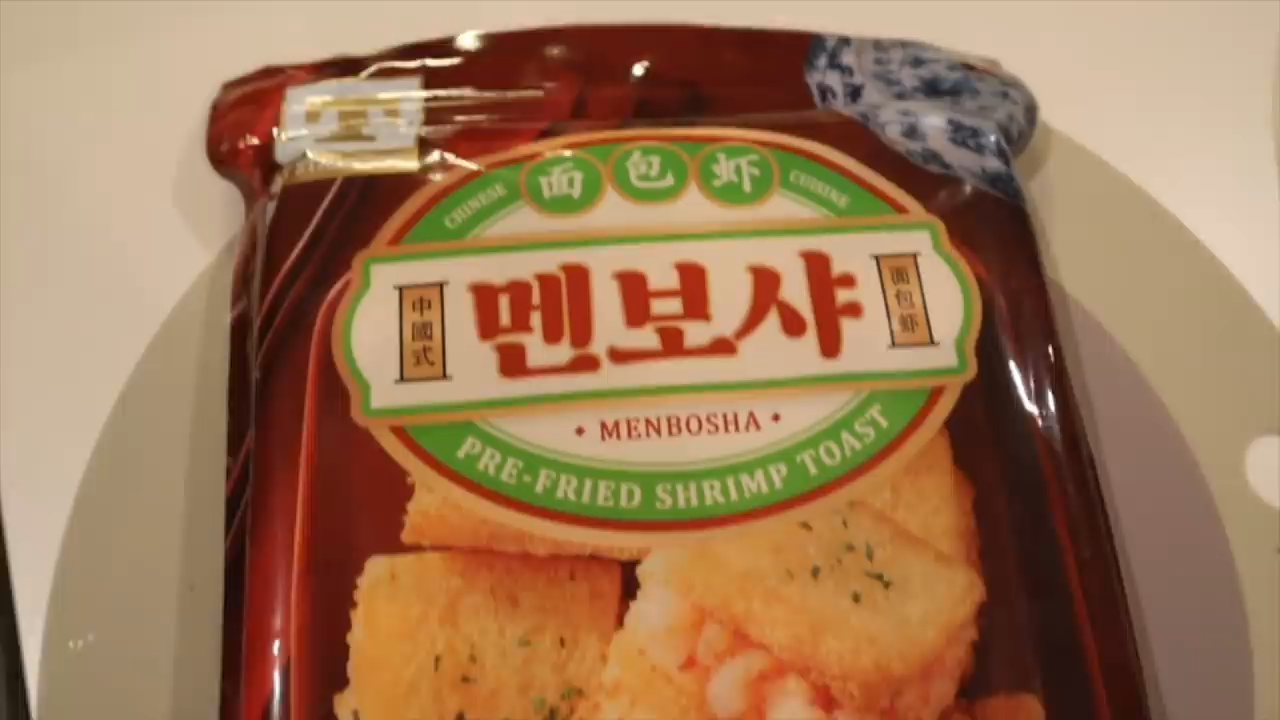 面包虾
CHINESE
CUISINE
中國式
멘보샤
面包虾
• MENBOSHA •
PRE-FRIED SHRIMP TOAST